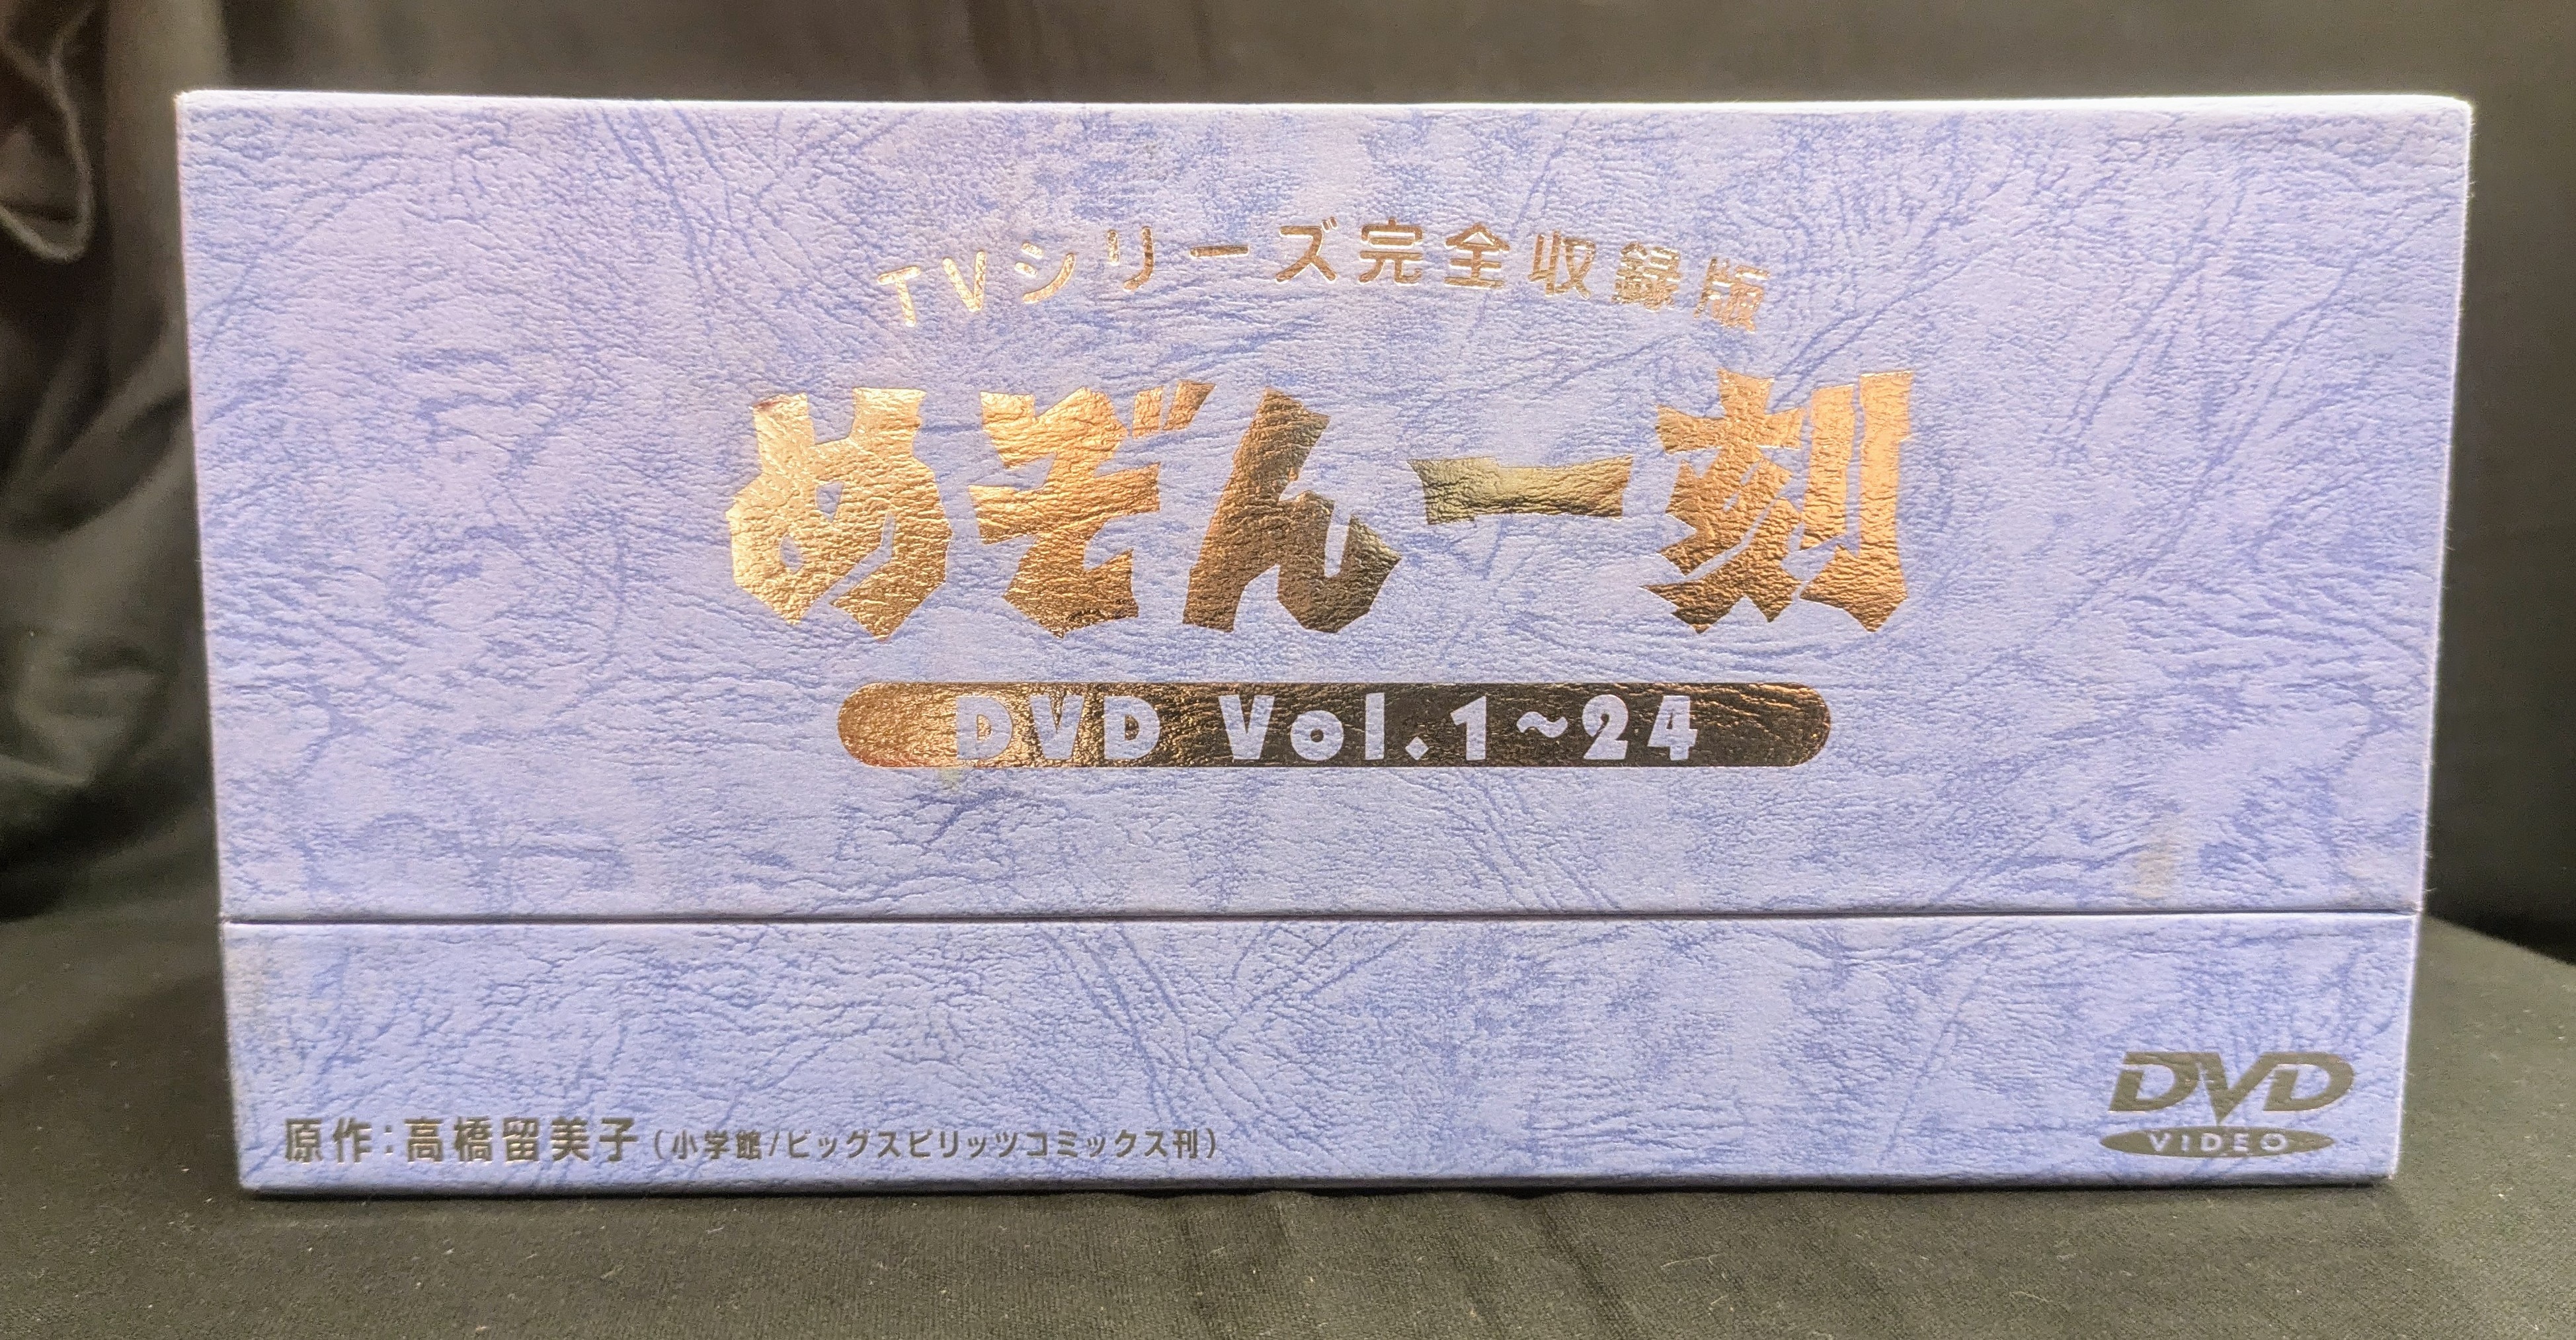 TVシリーズ完全収録版
めぞん一刻
DVD Vol.1~24
原作:高橋留美子(小学館/ビッグスピリッツコミックス刊)
DVD
VIDEO